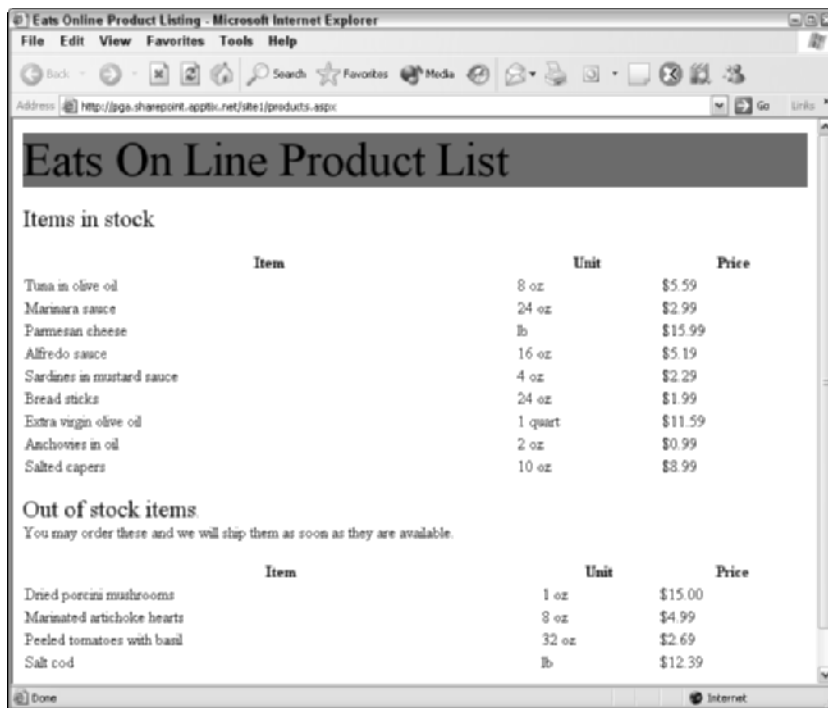 Eats Online Product Listing - Microsoft Internet Explorer
File Edit View Favorites Tools Help
Back Search Favorites Media
Address http://pga.sharepoint.apptix.net/site1/products.aspx Go Links
Eats On Line Product List
Items in stock
Item Unit Price
Tuna in olive oil 8 oz $5.59
Marinara sauce 24 oz $2.99
Parmesan cheese lb $15.99
Alfredo sauce 16 oz $5.19
Sardines in mustard sauce 4 oz $2.29
Bread sticks 24 oz $1.99
Extra virgin olive oil 1 quart $11.59
Anchovies in oil 2 oz $0.99
Salted capers 10 oz $8.99
Out of stock items.
You may order these and we will ship them as soon as they are available.
Item Unit Price
Dried porcini mushrooms 1 oz $15.00
Marinated artichoke hearts 8 oz $4.99
Peeled tomatoes with basil 32 oz $2.69
Salt cod lb $12.39
Done Internet